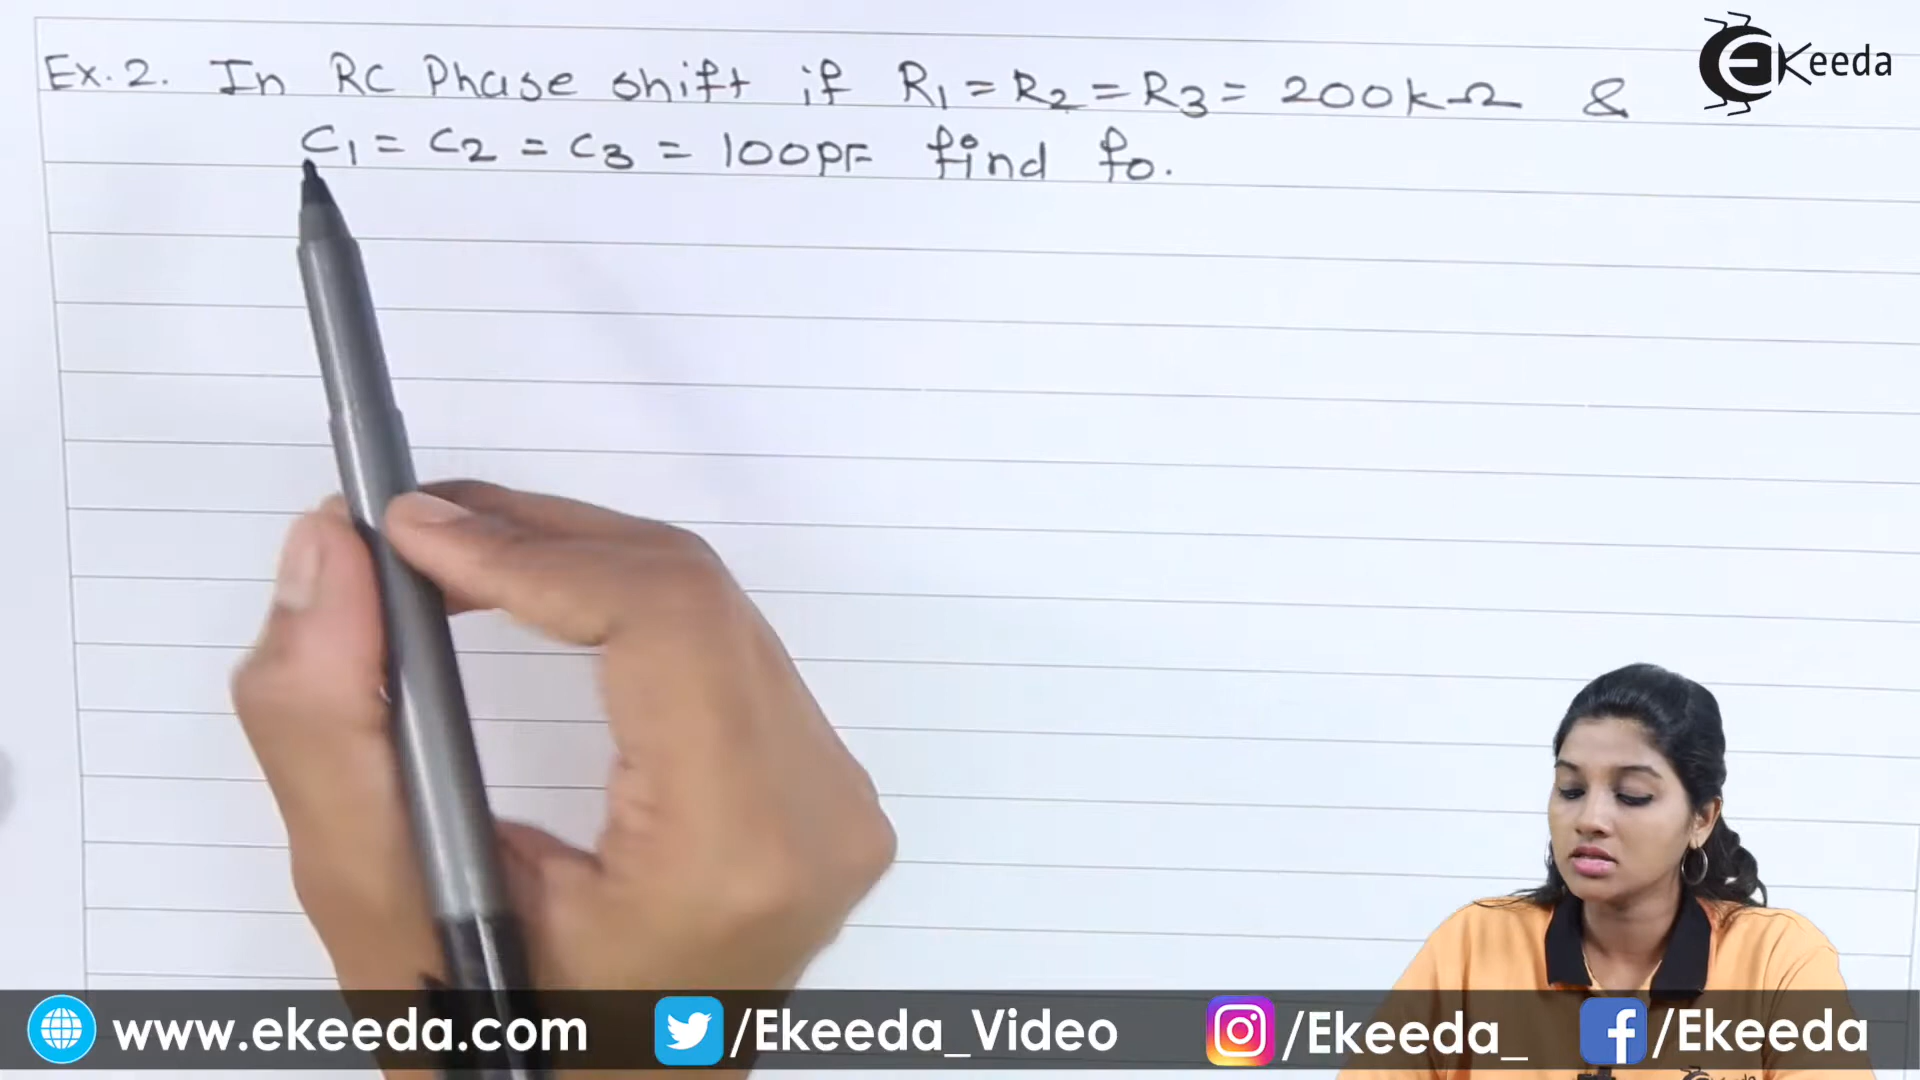 Ex.2. In RC Phase shift if R1 = R2 = R3 = 200kΩ &
C1 = C2 = C3 = 100PF find fo.
EKeeda
www.ekeeda.com /Ekeeda_Video /Ekeeda_ /Ekeeda